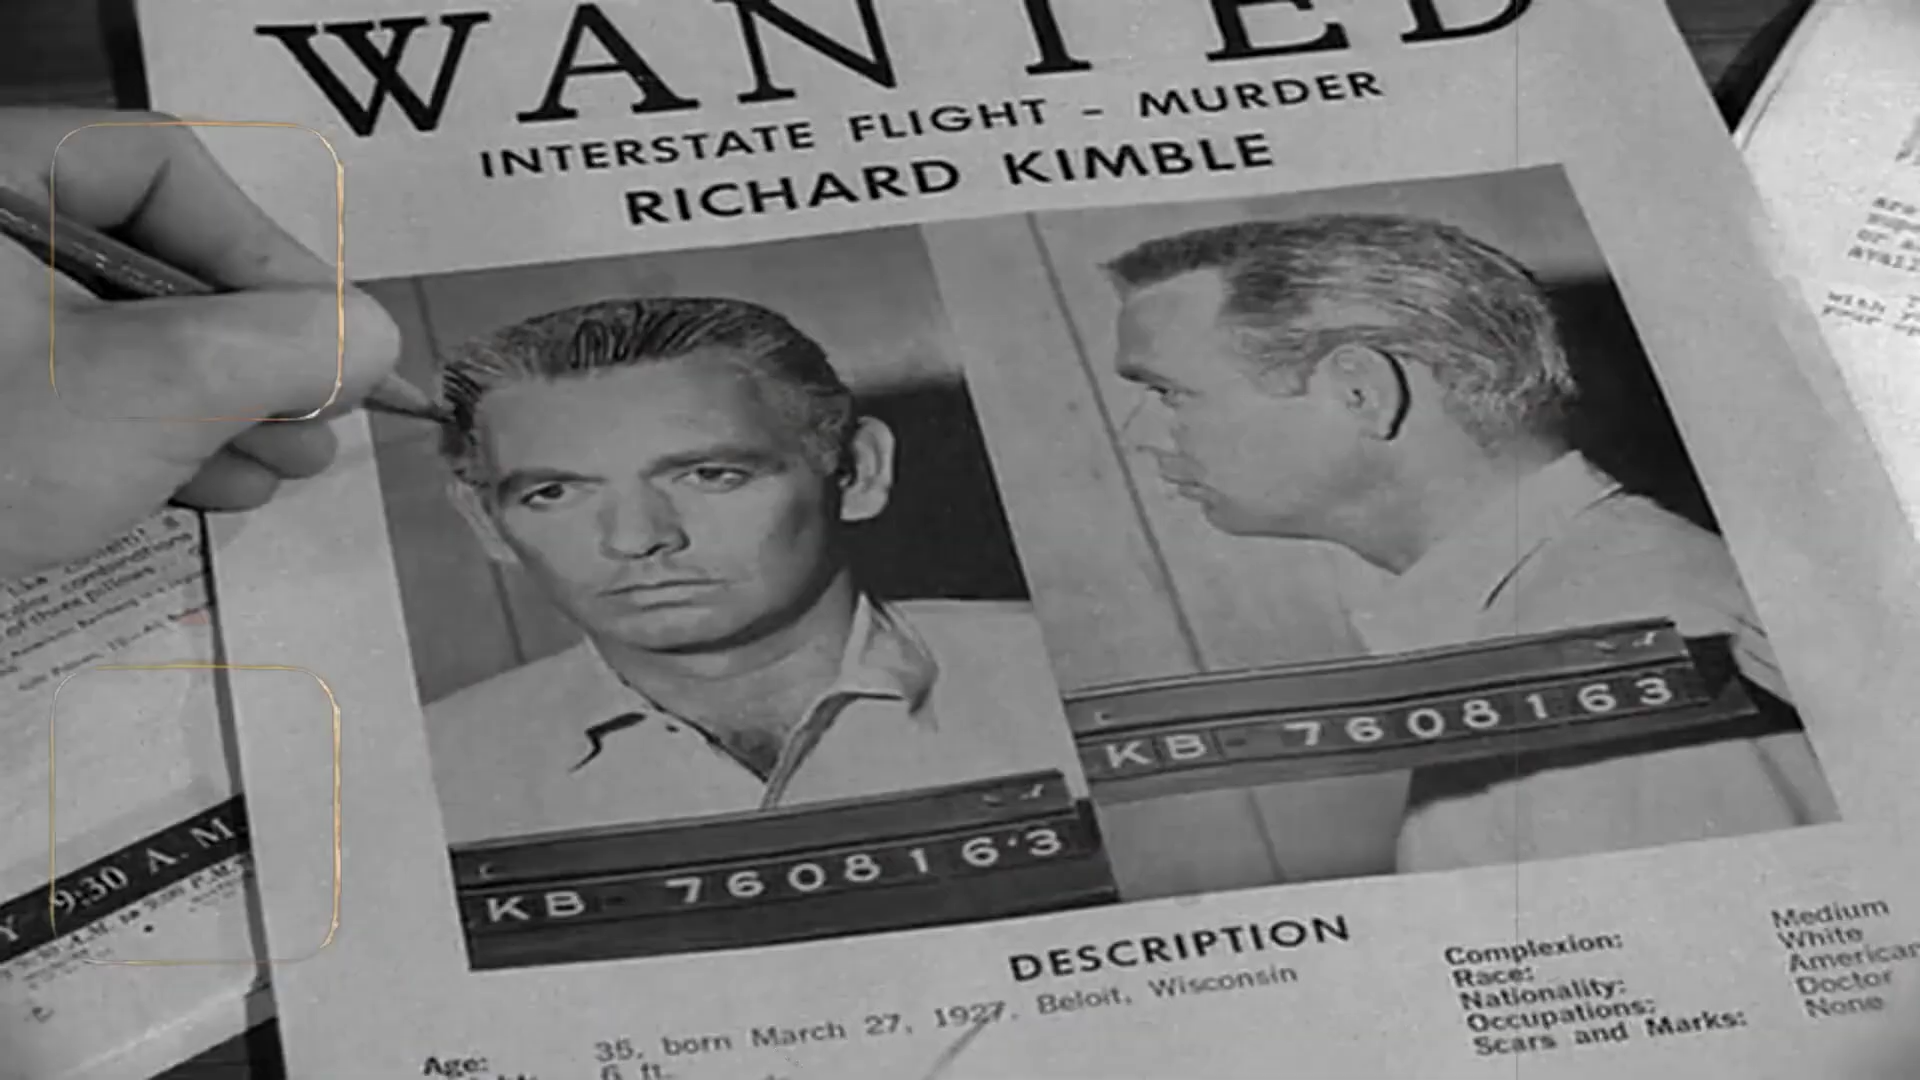 WANTED
INTERSTATE FLIGHT - MURDER
RICHARD KIMBLE
KB- 7608163
KB- 7608163
DESCRIPTION
Age: 35, born March 27, 1927, Beloit, Wisconsin
6 ft.
Complexion: Medium
Race: White
Nationality: American
Occupations: Doctor
Scars and Marks: None
9:30 A. M.